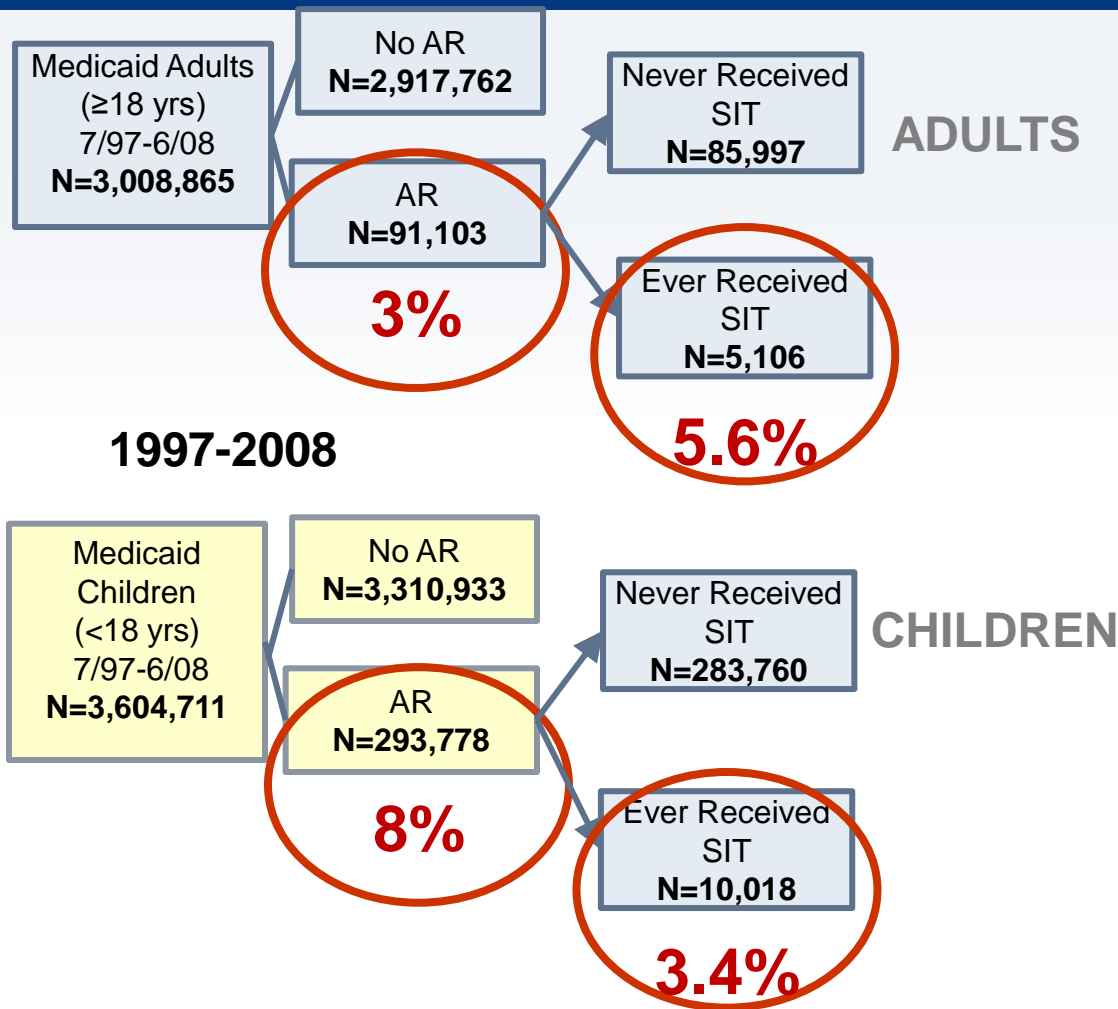 Medicaid Adults
(≥18 yrs)
7/97-6/08
N=3,008,865
No AR
N=2,917,762
AR
N=91,103
3%
Never Received
SIT
N=85,997
Ever Received
SIT
N=5,106
5.6%
ADULTS
1997-2008
Medicaid
Children
(<18 yrs)
7/97-6/08
N=3,604,711
No AR
N=3,310,933
AR
N=293,778
8%
Never Received
SIT
N=283,760
Ever Received
SIT
N=10,018
3.4%
CHILDREN